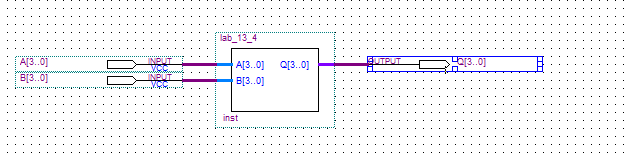 lab_13_4
A[3..0] INPUT
VCC
B[3..0] INPUT
VCC
A[3..0] Q[3..0]
B[3..0]
inst
OUTPUT Q[3..0]